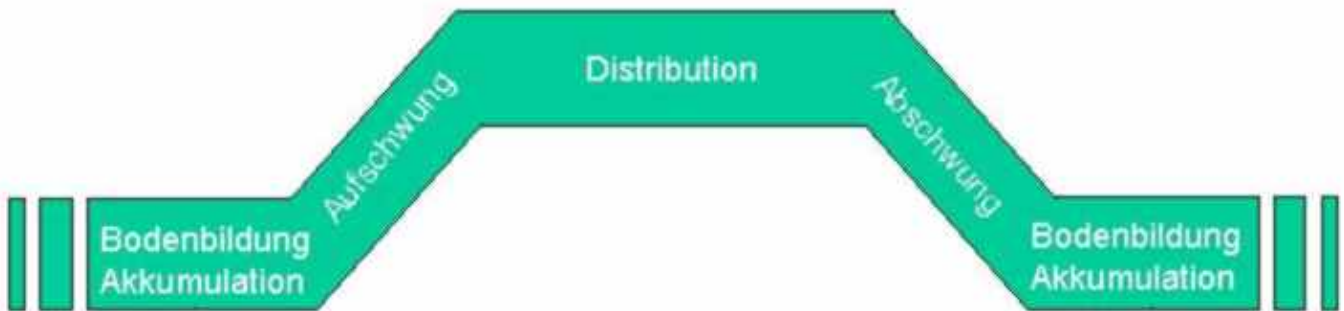 Bodenbildung
Akkumulation
Aufschwung
Distribution
Abschwung
Bodenbildung
Akkumulation